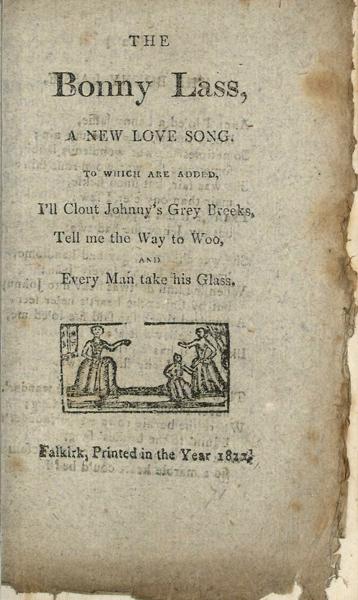 THE
Bonny Lass,
A NEW LOVE SONG.
TO WHICH ARE ADDED,
I'll Clout Johnny's Grey Breeks,
Tell me the Way to Woo,
AND
Every Man take his Glass.
Falkirk, Printed in the Year